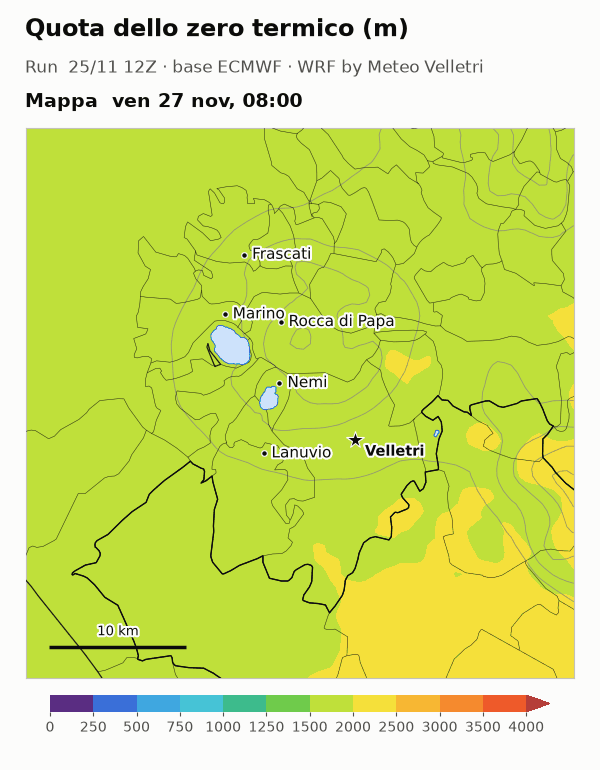 Quota dello zero termico (m)
Run  25/11 12Z · base ECMWF · WRF by Meteo Velletri
Mappa  ven 27 nov, 08:00
Frascati
Marino
Rocca di Papa
Nemi
Velletri
Lanuvio
10 km
0 250 500 750 1000 1250 1500 2000 2500 3000 3500 4000